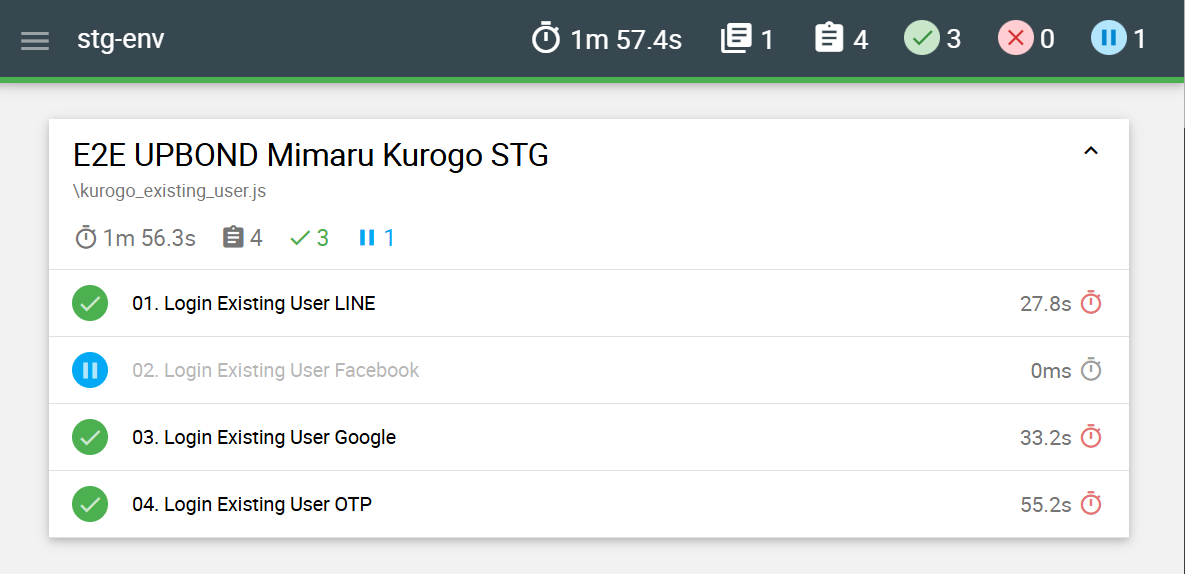 stg-env 1m 57.4s 1 4 3 0 1
E2E UPBOND Mimaru Kurogo STG
\kurogo_existing_user.js
1m 56.3s 4 3 1
01. Login Existing User LINE 27.8s
02. Login Existing User Facebook 0ms
03. Login Existing User Google 33.2s
04. Login Existing User OTP 55.2s